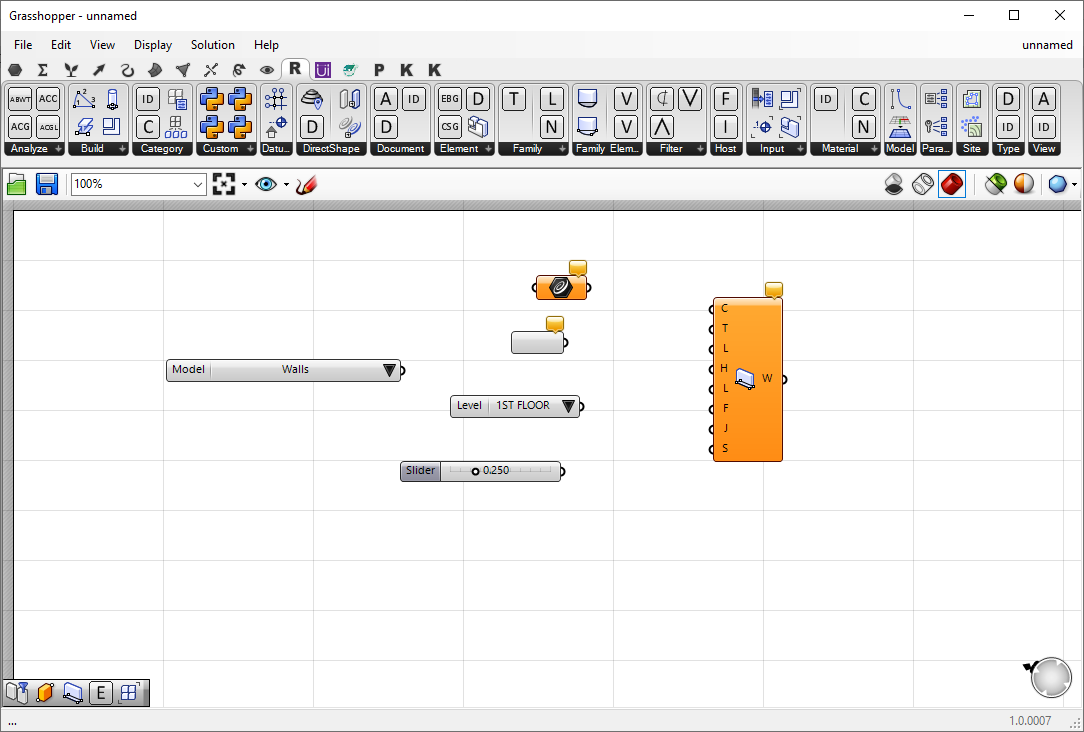 Grasshopper - unnamed
File Edit View Display Solution Help unnamed
Σ R P K K
ABWT ACC ID A ID EBG D T L V F ID C D A
ACG ACGL C D D CSG N V I N ID ID
Analyze Build Category Custom Datu... DirectShape Document Element Family Family Elem... Filter Host Input Material Model Para... Site Type View
100%
C
T
L
Model Walls
H
W
L
Level 1ST FLOOR
F
J
S
Slider 0.250
E
... 1.0.0007